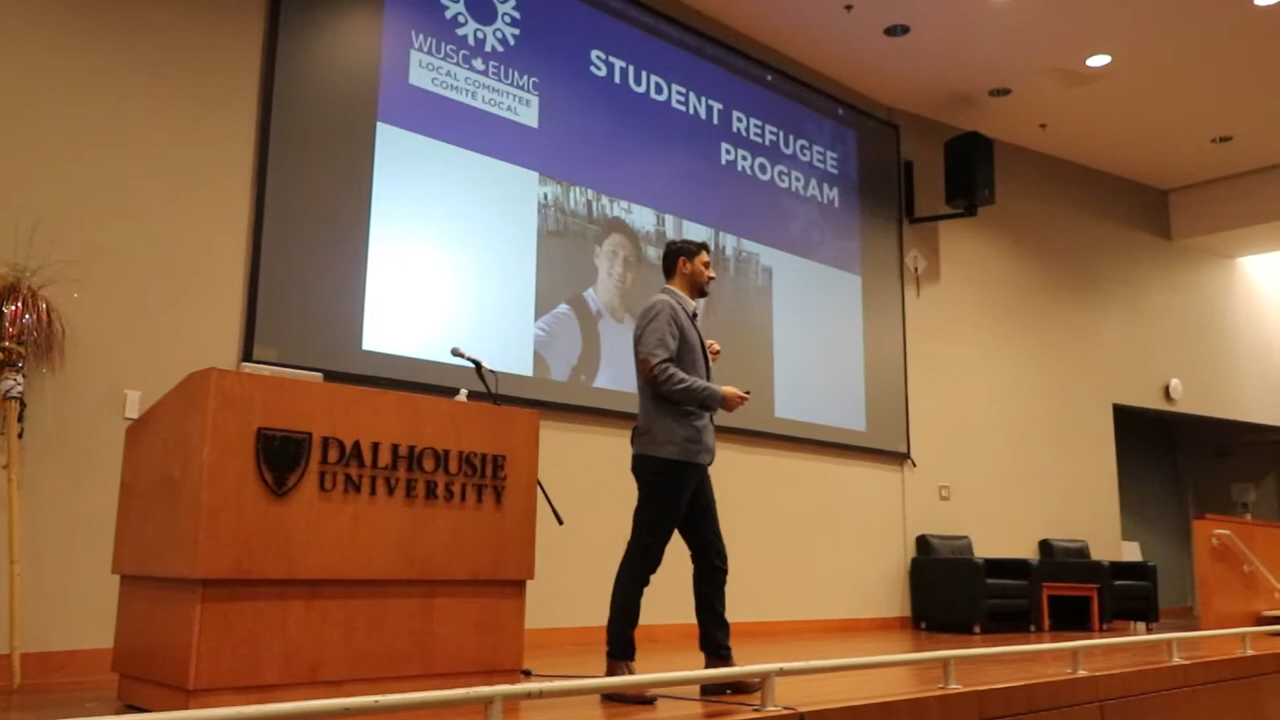 WUSC EUMC
LOCAL COMMITTEE
COMITÉ LOCAL
STUDENT REFUGEE
PROGRAM
DALHOUSIE
UNIVERSITY